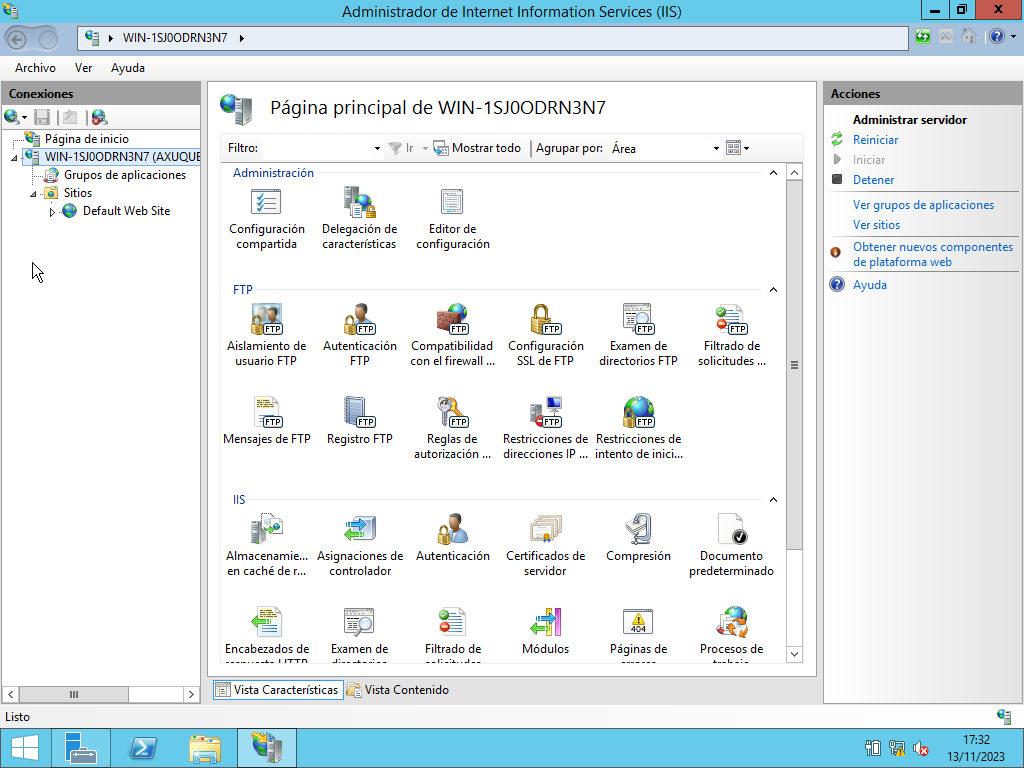 Administrador de Internet Information Services (IIS)
WIN-1SJ0ODRN3N7
Archivo Ver Ayuda
Conexiones
Página de inicio
WIN-1SJ0ODRN3N7 (AXUQUE
Grupos de aplicaciones
Sitios
Default Web Site
Página principal de WIN-1SJ0ODRN3N7
Filtro: Ir Mostrar todo Agrupar por: Área
Administración
Configuración compartida
Delegación de características
Editor de configuración
FTP
Aislamiento de usuario FTP
Autenticación FTP
Compatibilidad con el firewall ...
Configuración SSL de FTP
Examen de directorios FTP
Filtrado de solicitudes ...
Mensajes de FTP
Registro FTP
Reglas de autorización ...
Restricciones de direcciones IP ...
Restricciones de intento de inici...
IIS
Almacenamie... en caché de r...
Asignaciones de controlador
Autenticación
Certificados de servidor
Compresión
Documento predeterminado
Encabezados de respuesta HTTP
Examen de directorios
Filtrado de solicitudes
Módulos
404
Páginas de errores
Procesos de trabajo
Vista Características
Vista Contenido
Acciones
Administrar servidor
Reiniciar
Iniciar
Detener
Ver grupos de aplicaciones
Ver sitios
Obtener nuevos componentes
de plataforma web
Ayuda
Listo
17:32
13/11/2023